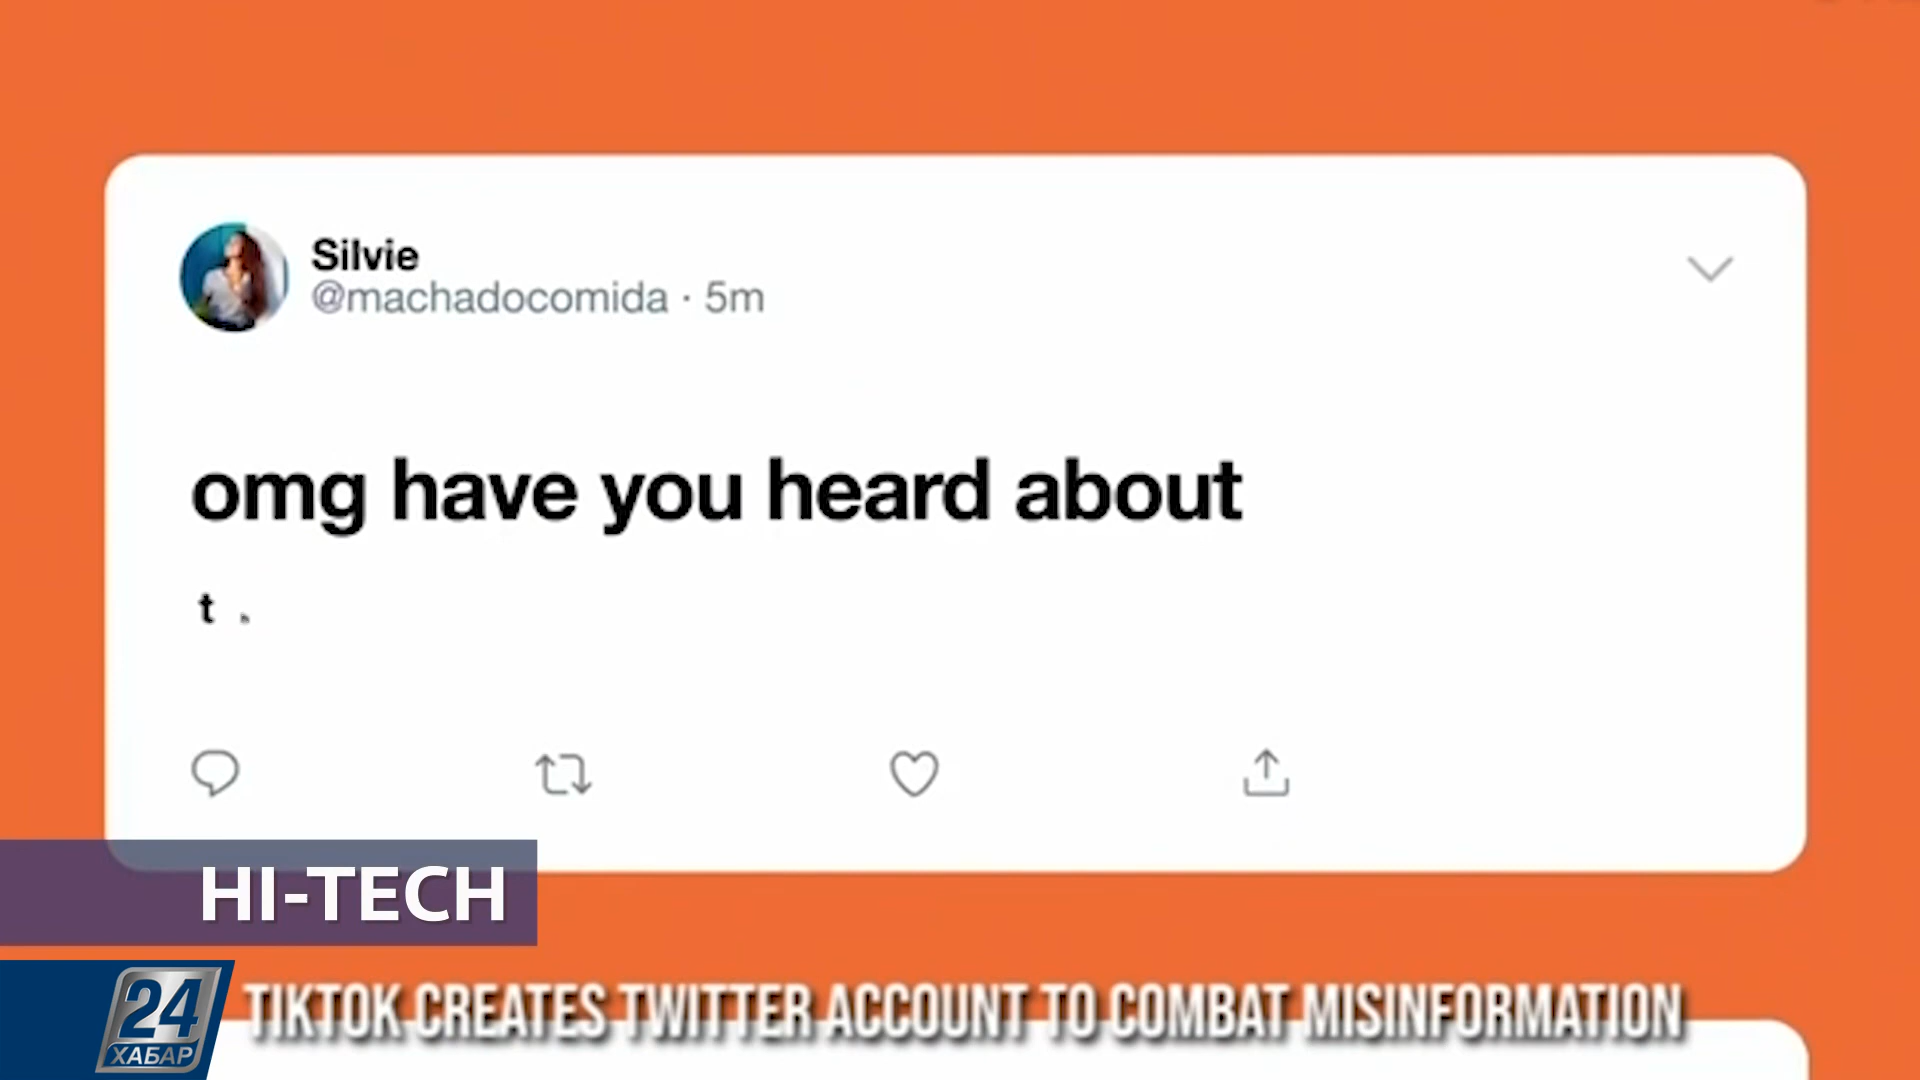 Silvie
@machadocomida · 5m
omg have you heard about
t
HI-TECH
24
ХАБАР
TIKTOK CREATES TWITTER ACCOUNT TO COMBAT MISINFORMATION